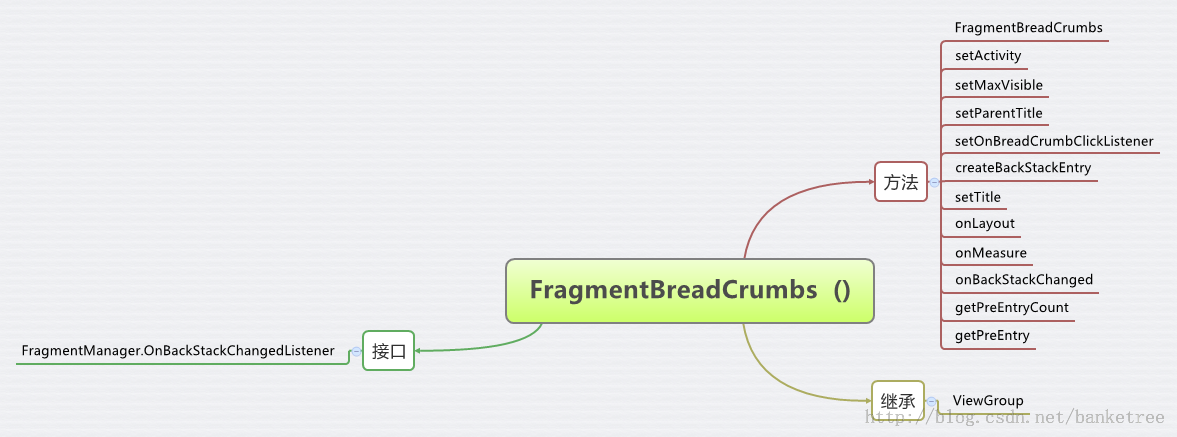 FragmentBreadCrumbs
setActivity
setMaxVisible
setParentTitle
setOnBreadCrumbClickListener
createBackStackEntry
方法
setTitle
onLayout
onMeasure
onBackStackChanged
getPreEntryCount
getPreEntry
FragmentBreadCrumbs ()
FragmentManager.OnBackStackChangedListener
接口
继承
ViewGroup
http://blog.csdn.net/banketree